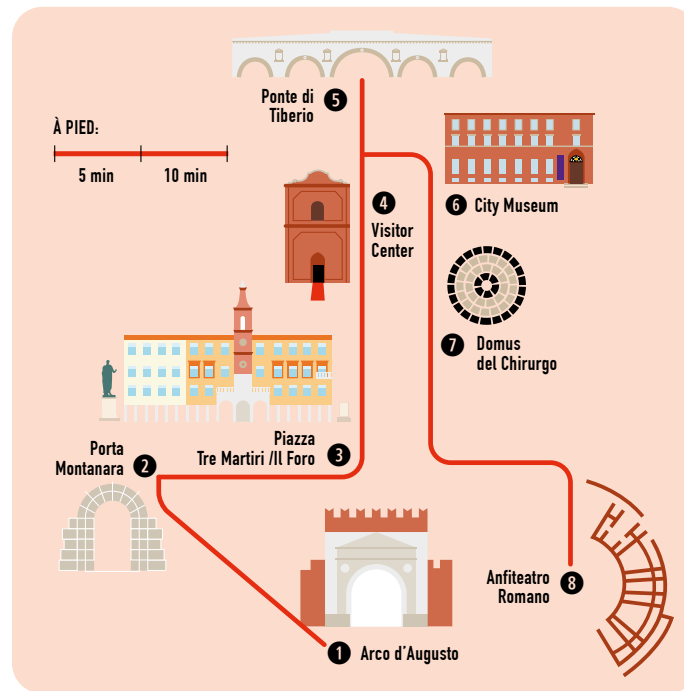 Ponte di
Tiberio
5
À PIED:
5 min 10 min
6 City Museum
4
Visitor
Center
7 Domus
del Chirurgo
Piazza
Tre Martiri /Il Foro
3
Porta
Montanara
2
Anfiteatro
Romano
8
1 Arco d’Augusto